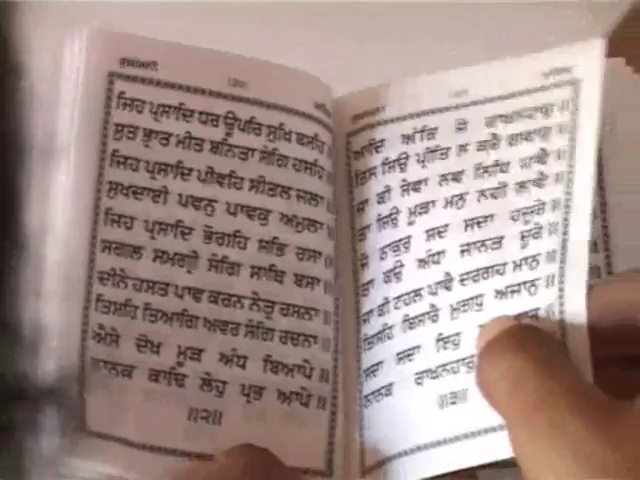 ਸੁਖਮਨੀ
ਜਿਹ ਪ੍ਰਸਾਦਿ ਧਰ ਊਪਰਿ ਸੁਖਿ ਬਸਹਿ ॥
ਸੁਤ ਭ੍ਰਾਤ ਮੀਤ ਬਨਿਤਾ ਸੰਗਿ ਹਸਹਿ ॥
ਜਿਹ ਪ੍ਰਸਾਦਿ ਪੀਵਹਿ ਸੀਤਲ ਜਲਾ ॥
ਸੁਖਦਾਈ ਪਵਨੁ ਪਾਵਕੁ ਅਮੁਲਾ ॥
ਜਿਹ ਪ੍ਰਸਾਦਿ ਭੋਗਹਿ ਸਭਿ ਰਸਾ ॥
ਸਗਲ ਸਮਗ੍ਰੀ ਸੰਗਿ ਸਾਥਿ ਬਸਾ ॥
ਦੀਨੇ ਹਸਤ ਪਾਵ ਕਰਨ ਨੇਤ੍ਰ ਰਸਨਾ ॥
ਤਿਸਹਿ ਤਿਆਗਿ ਅਵਰ ਸੰਗਿ ਰਚਨਾ ॥
ਐਸੇ ਦੋਖ ਮੂੜ ਅੰਧ ਬਿਆਪੇ ॥
ਨਾਨਕ ਕਾਢਿ ਲੇਹੁ ਪ੍ਰਭ ਆਪੇ ॥
॥੨॥
ਆਦਿ ਅੰਤਿ ਜੋ ਰਾਖਨਹਾਰੁ ॥
ਤਿਸ ਸਿਉ ਪ੍ਰੀਤਿ ਨ ਕਰੈ ਗਵਾਰੁ ॥
ਜਾ ਕੀ ਸੇਵਾ ਨਵ ਨਿਧਿ ਪਾਵੈ ॥
ਤਾ ਸਿਉ ਮੂੜਾ ਮਨੁ ਨਹੀ ਲਾਵੈ ॥
ਜੋ ਠਾਕੁਰੁ ਸਦ ਸਦਾ ਹਜੂਰੇ ॥
ਤਾ ਕਉ ਅੰਧਾ ਜਾਨਤ ਦੂਰੇ ॥
ਜਾ ਕੀ ਟਹਲ ਪਾਵੈ ਦਰਗਹ ਮਾਨੁ ॥
ਤਿਸਹਿ ਬਿਸਾਰੈ ਮੁਗਧੁ ਅਜਾਨੁ ॥
ਸਦਾ ਸਦਾ ਇਹੁ
ਨਾਨਕ ਰਾਖਨਹਾਰੁ
॥੩॥